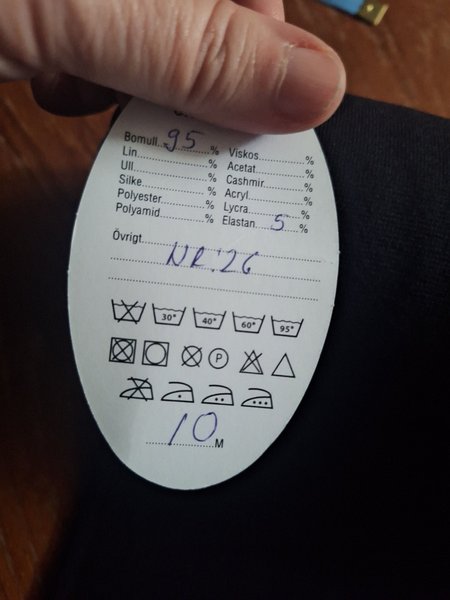 Bomull 95 % Viskos %
Lin % Acetat %
Ull % Cashmir %
Silke % Acryl %
Polyester % Lycra %
Polyamid % Elastan 5 %
Övrigt
NR:26
30° 40° 60° 95°
P
10 M